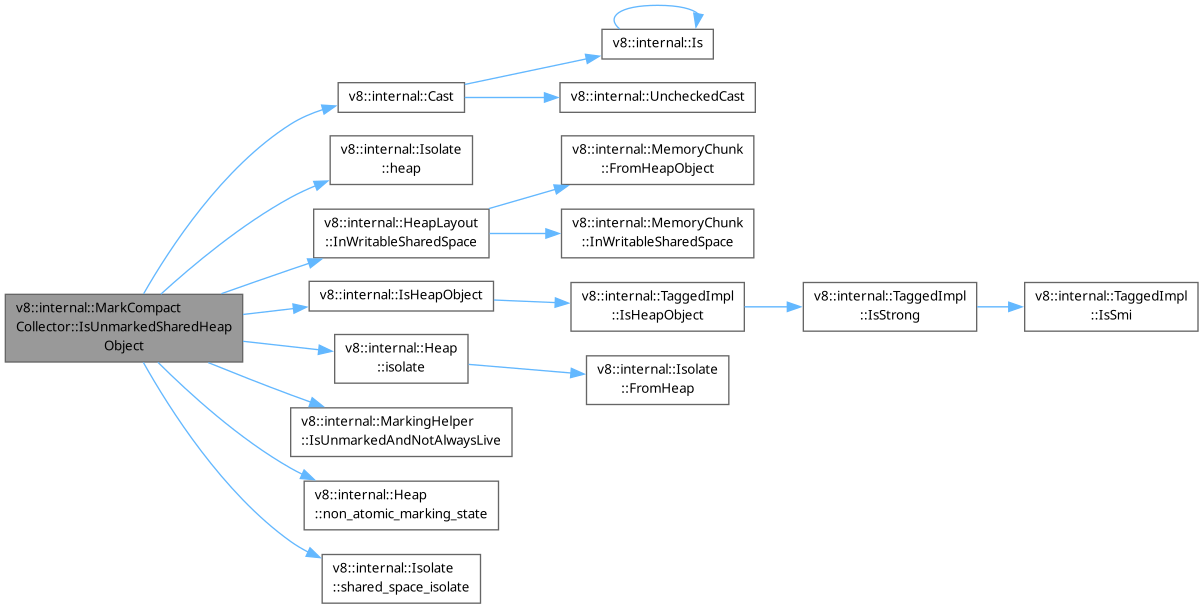 v8::internal::MarkCompact
Collector::IsUnmarkedSharedHeap
Object
v8::internal::Cast
v8::internal::Is
v8::internal::UncheckedCast
v8::internal::Isolate
::heap
v8::internal::HeapLayout
::InWritableSharedSpace
v8::internal::MemoryChunk
::FromHeapObject
v8::internal::MemoryChunk
::InWritableSharedSpace
v8::internal::IsHeapObject
v8::internal::TaggedImpl
::IsHeapObject
v8::internal::TaggedImpl
::IsStrong
v8::internal::TaggedImpl
::IsSmi
v8::internal::Heap
::isolate
v8::internal::Isolate
::FromHeap
v8::internal::MarkingHelper
::IsUnmarkedAndNotAlwaysLive
v8::internal::Heap
::non_atomic_marking_state
v8::internal::Isolate
::shared_space_isolate